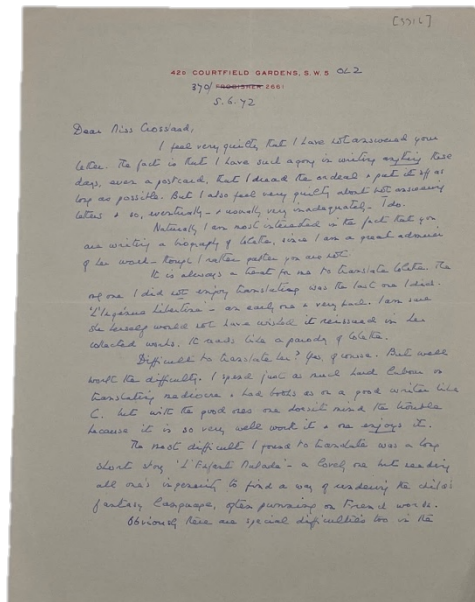 [3316]
42B COURTFIELD GARDENS, S.W.5 OL2
370/ FROBISHER 2661
5.6.72
Dear Miss Crosland,
I feel very guilty that I have not answered your
letter. The fact is that I have such agony in writing anything these
days, even a postcard, that I dread the ordeal & put it off as
long as possible. But I also feel very guilty about not answering
letters & so, eventually – & usually very inadequately – I do.
Naturally I am most interested in the fact that you
are writing a biography of Colette, since I am a great admirer
of her work – though I rather gather you are not.
It is always a treat for me to translate Colette. The
only one I did not enjoy translating was the last one I did.
'L'Ingénue Libertine' – an early one & very bad. I am sure
she herself would not have wished it reissued in her
collected works. It reads like a parody of Colette.
Difficult to translate her? Yes, of course. But well
worth the difficulty. I spend just as much hard labour on
translating mediocre & bad books as on a good writer like
C. but with the good ones one doesn't mind the trouble
because it is so very well worth it & one enjoys it.
The most difficult I found to translate was a long
short story 'L'Enfant Malade' – a lovely one but needing
all one's ingenuity to find a way of rendering the child's
fantasy language, often punning on French words.
Obviously there are special difficulties too in the